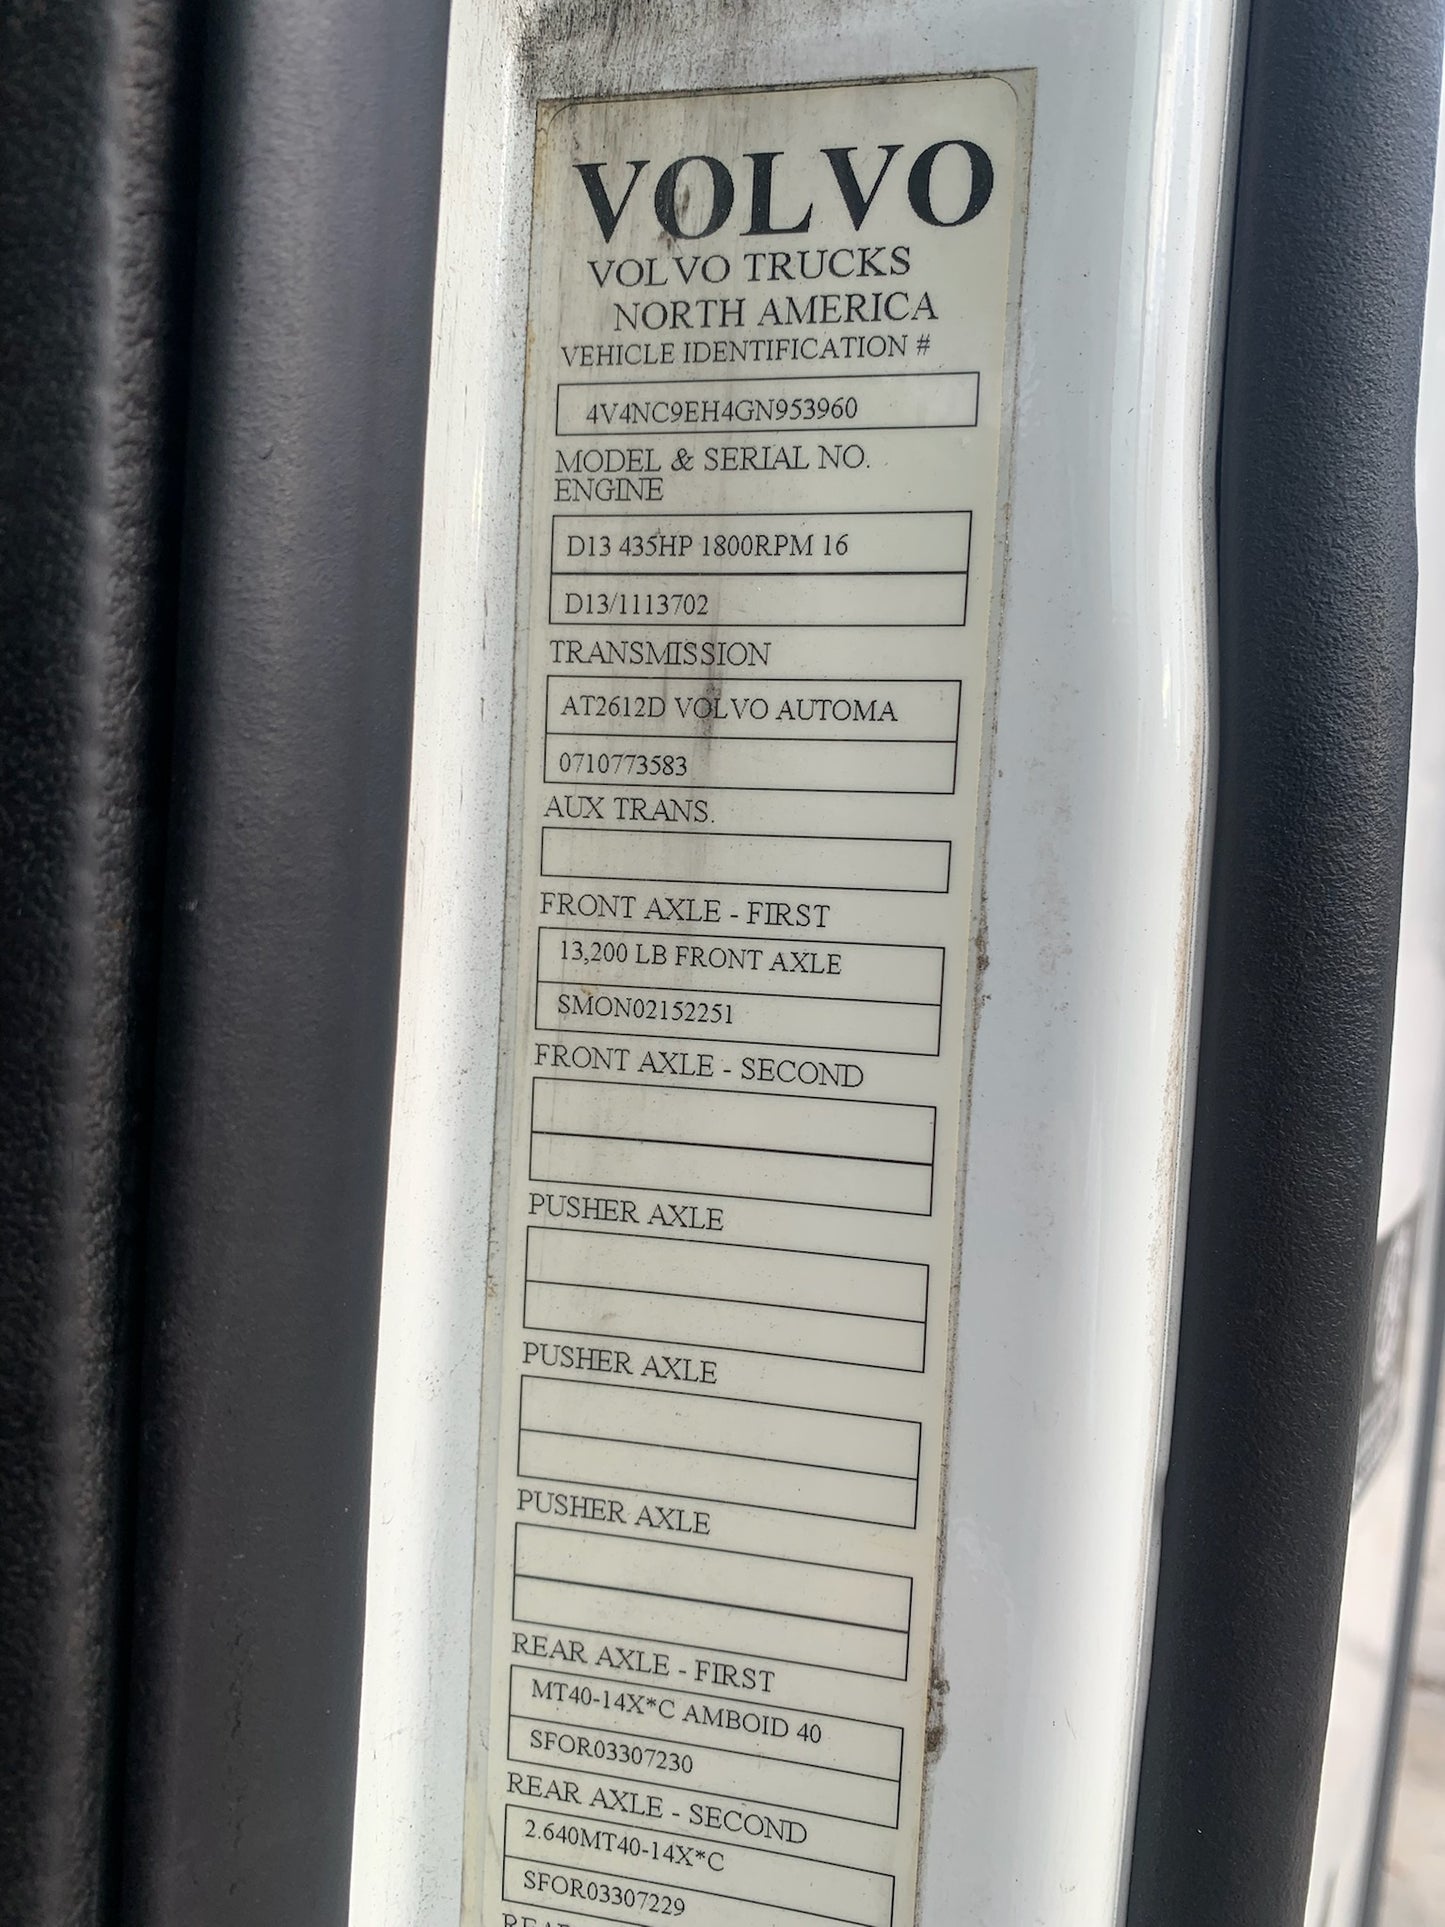 VOLVO
VOLVO TRUCKS
NORTH AMERICA
VEHICLE IDENTIFICATION #
4V4NC9EH4GN953960
MODEL & SERIAL NO.
ENGINE
D13 435HP 1800RPM 16
D13/1113702
TRANSMISSION
AT2612D VOLVO AUTOMA
0710773583
AUX TRANS.
FRONT AXLE - FIRST
13,200 LB FRONT AXLE
SMON02152251
FRONT AXLE - SECOND
PUSHER AXLE
PUSHER AXLE
PUSHER AXLE
REAR AXLE - FIRST
MT40-14X*C AMBOID 40
SFOR03307230
REAR AXLE - SECOND
2.640MT40-14X*C
SFOR03307229